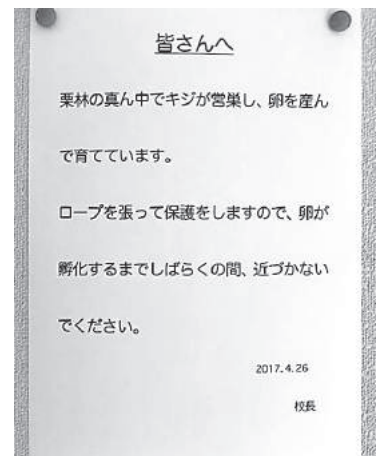 皆さんへ
栗林の真ん中でキジが営巣し、卵を産ん
で育てています。
ロープを張って保護をしますので、卵が
孵化するまでしばらくの間、近づかない
でください。
2017.4.26
校長